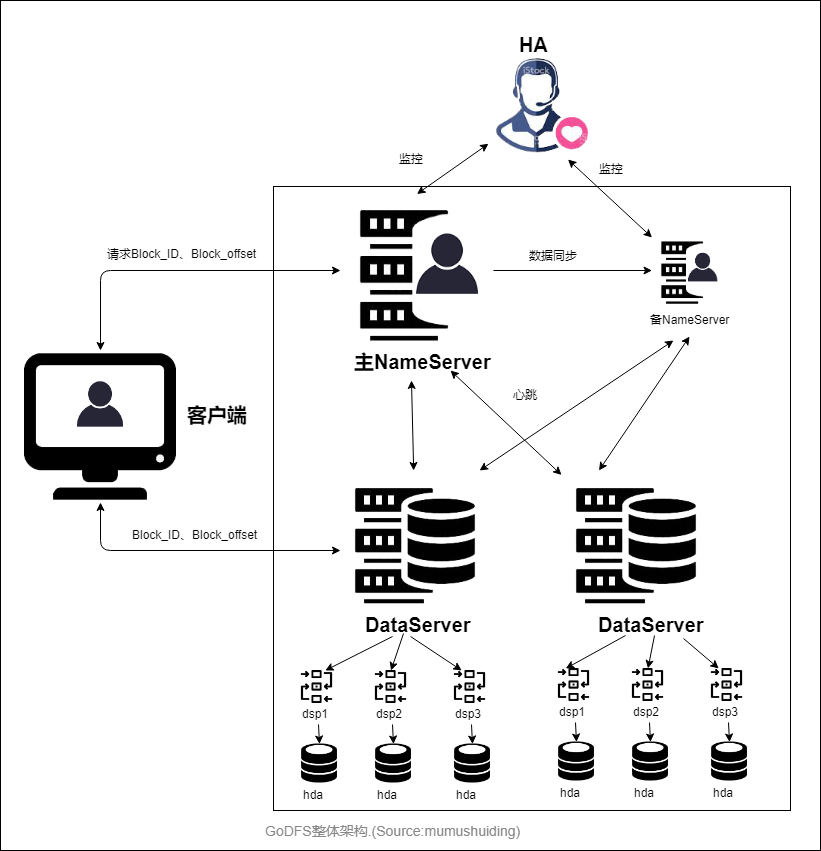 HA
iStock
监控
监控
请求Block_ID、Block_offset
数据同步
备NameServer
主NameServer
心跳
客户端
Block_ID、Block_offset
DataServer
DataServer
dsp1
dsp2
dsp3
dsp1
dsp2
dsp3
hda
hda
hda
hda
hda
hda
GoDFS整体架构.(Source:mumushuiding)